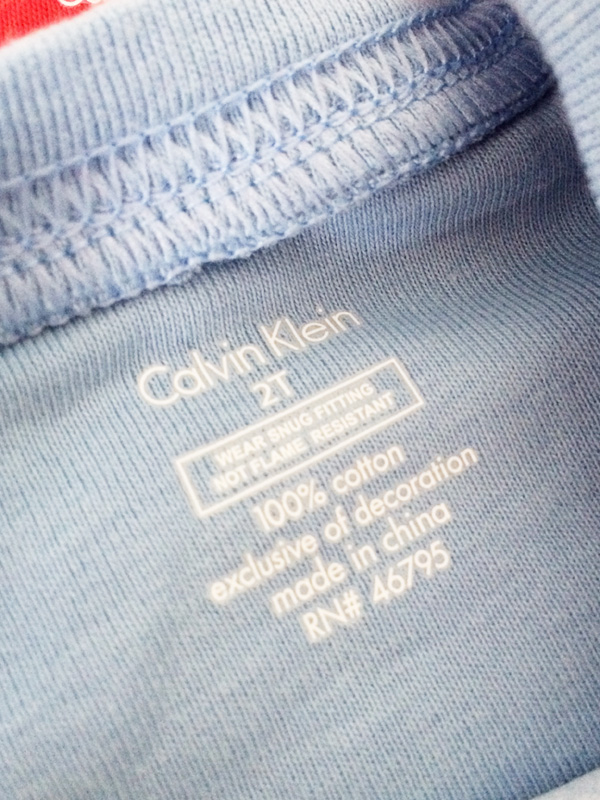 Calvin Klein
2T
WEAR SNUG FITTING
NOT FLAME RESISTANT
100% cotton
exclusive of decoration
made in china
RN# 46795